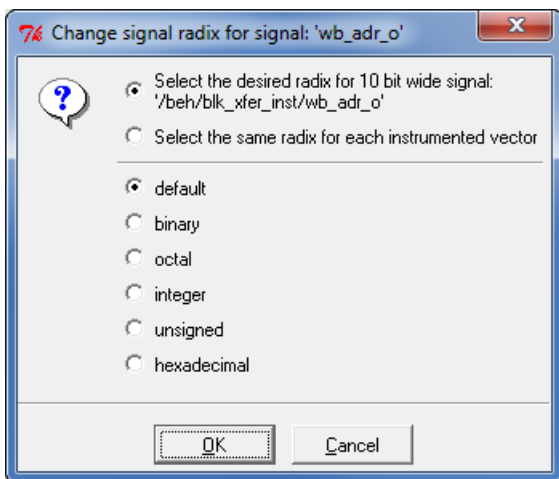 Change signal radix for signal: 'wb_adr_o'
Select the desired radix for 10 bit wide signal:
'/beh/blk_xfer_inst/wb_adr_o'
Select the same radix for each instrumented vector
default
binary
octal
integer
unsigned
hexadecimal
OK Cancel